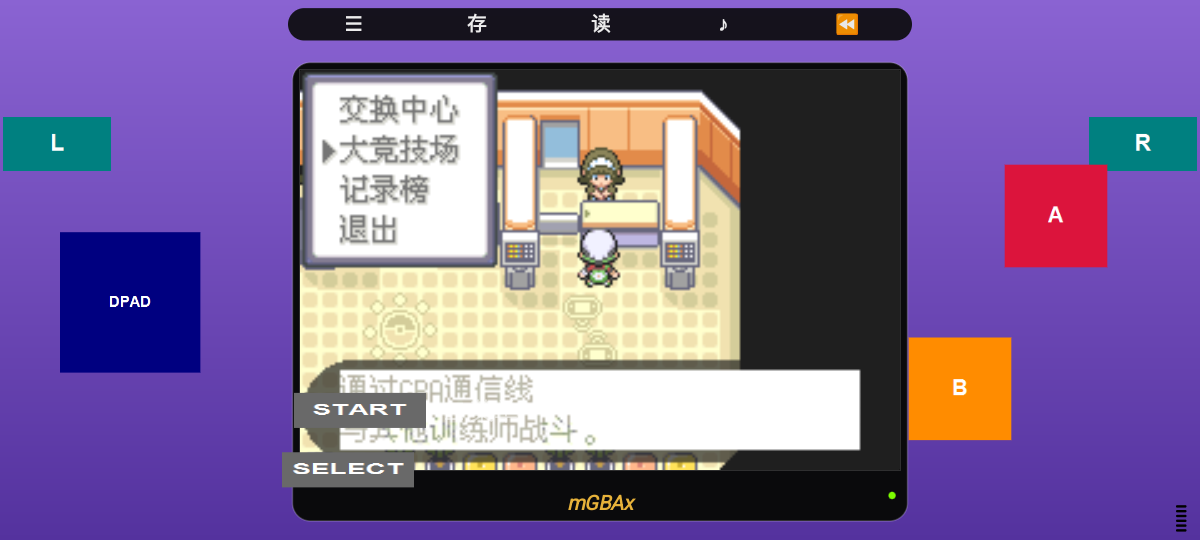 ☰ 存 读 ♪ ⏪
L
R
A
B
DPAD
交换中心
▶大竞技场
记录榜
退出
通过GBA通信线
与其他训练师战斗。
START
SELECT
mGBAx